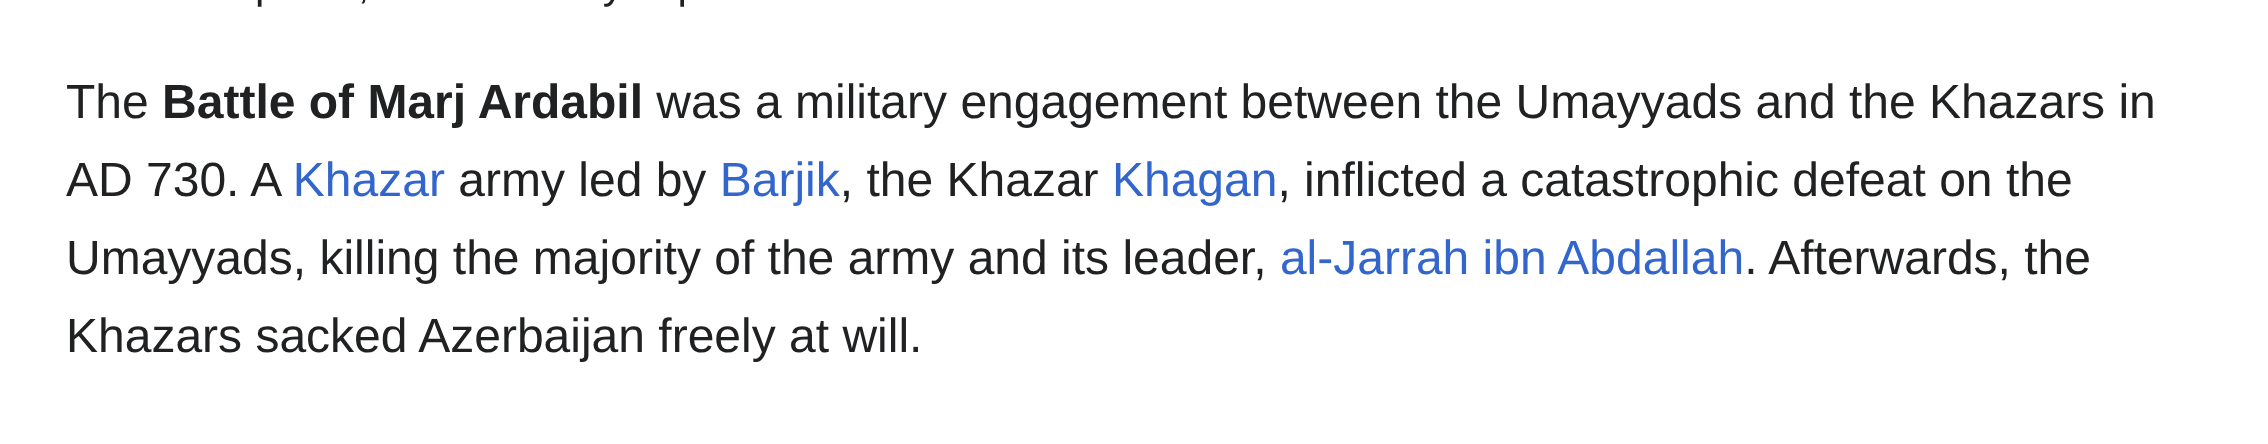 The Battle of Marj Ardabil was a military engagement between the Umayyads and the Khazars in
AD 730. A Khazar army led by Barjik, the Khazar Khagan, inflicted a catastrophic defeat on the
Umayyads, killing the majority of the army and its leader, al-Jarrah ibn Abdallah. Afterwards, the
Khazars sacked Azerbaijan freely at will.